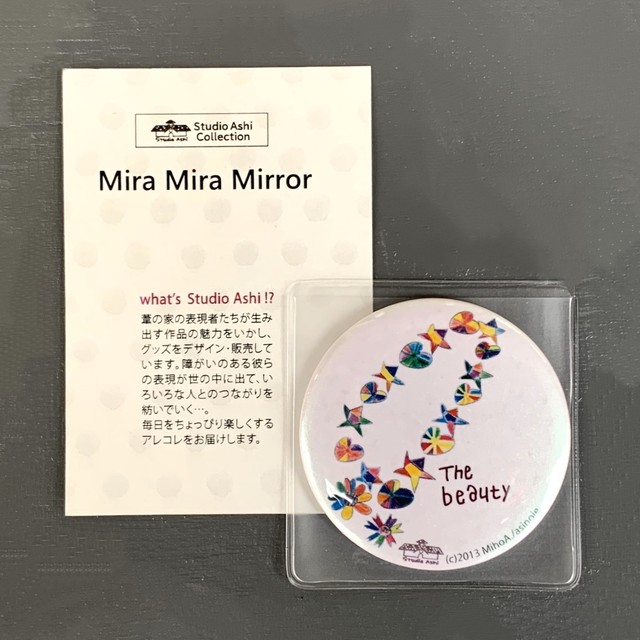 Studio Ashi
Studio Ashi
Collection
Mira Mira Mirror
what's Studio Ashi!?
葦の家の表現者たちが生み
出す作品の魅力をいかし、
グッズをデザイン・販売して
います。障がいのある彼ら
の表現が世の中に出て、い
ろいろな人とのつながりを
紡いでいく…。
毎日をちょっぴり楽しくする
アレコレをお届けします。
The
beauty
(c)2013 MihoA./asinoie
Studio Ashi